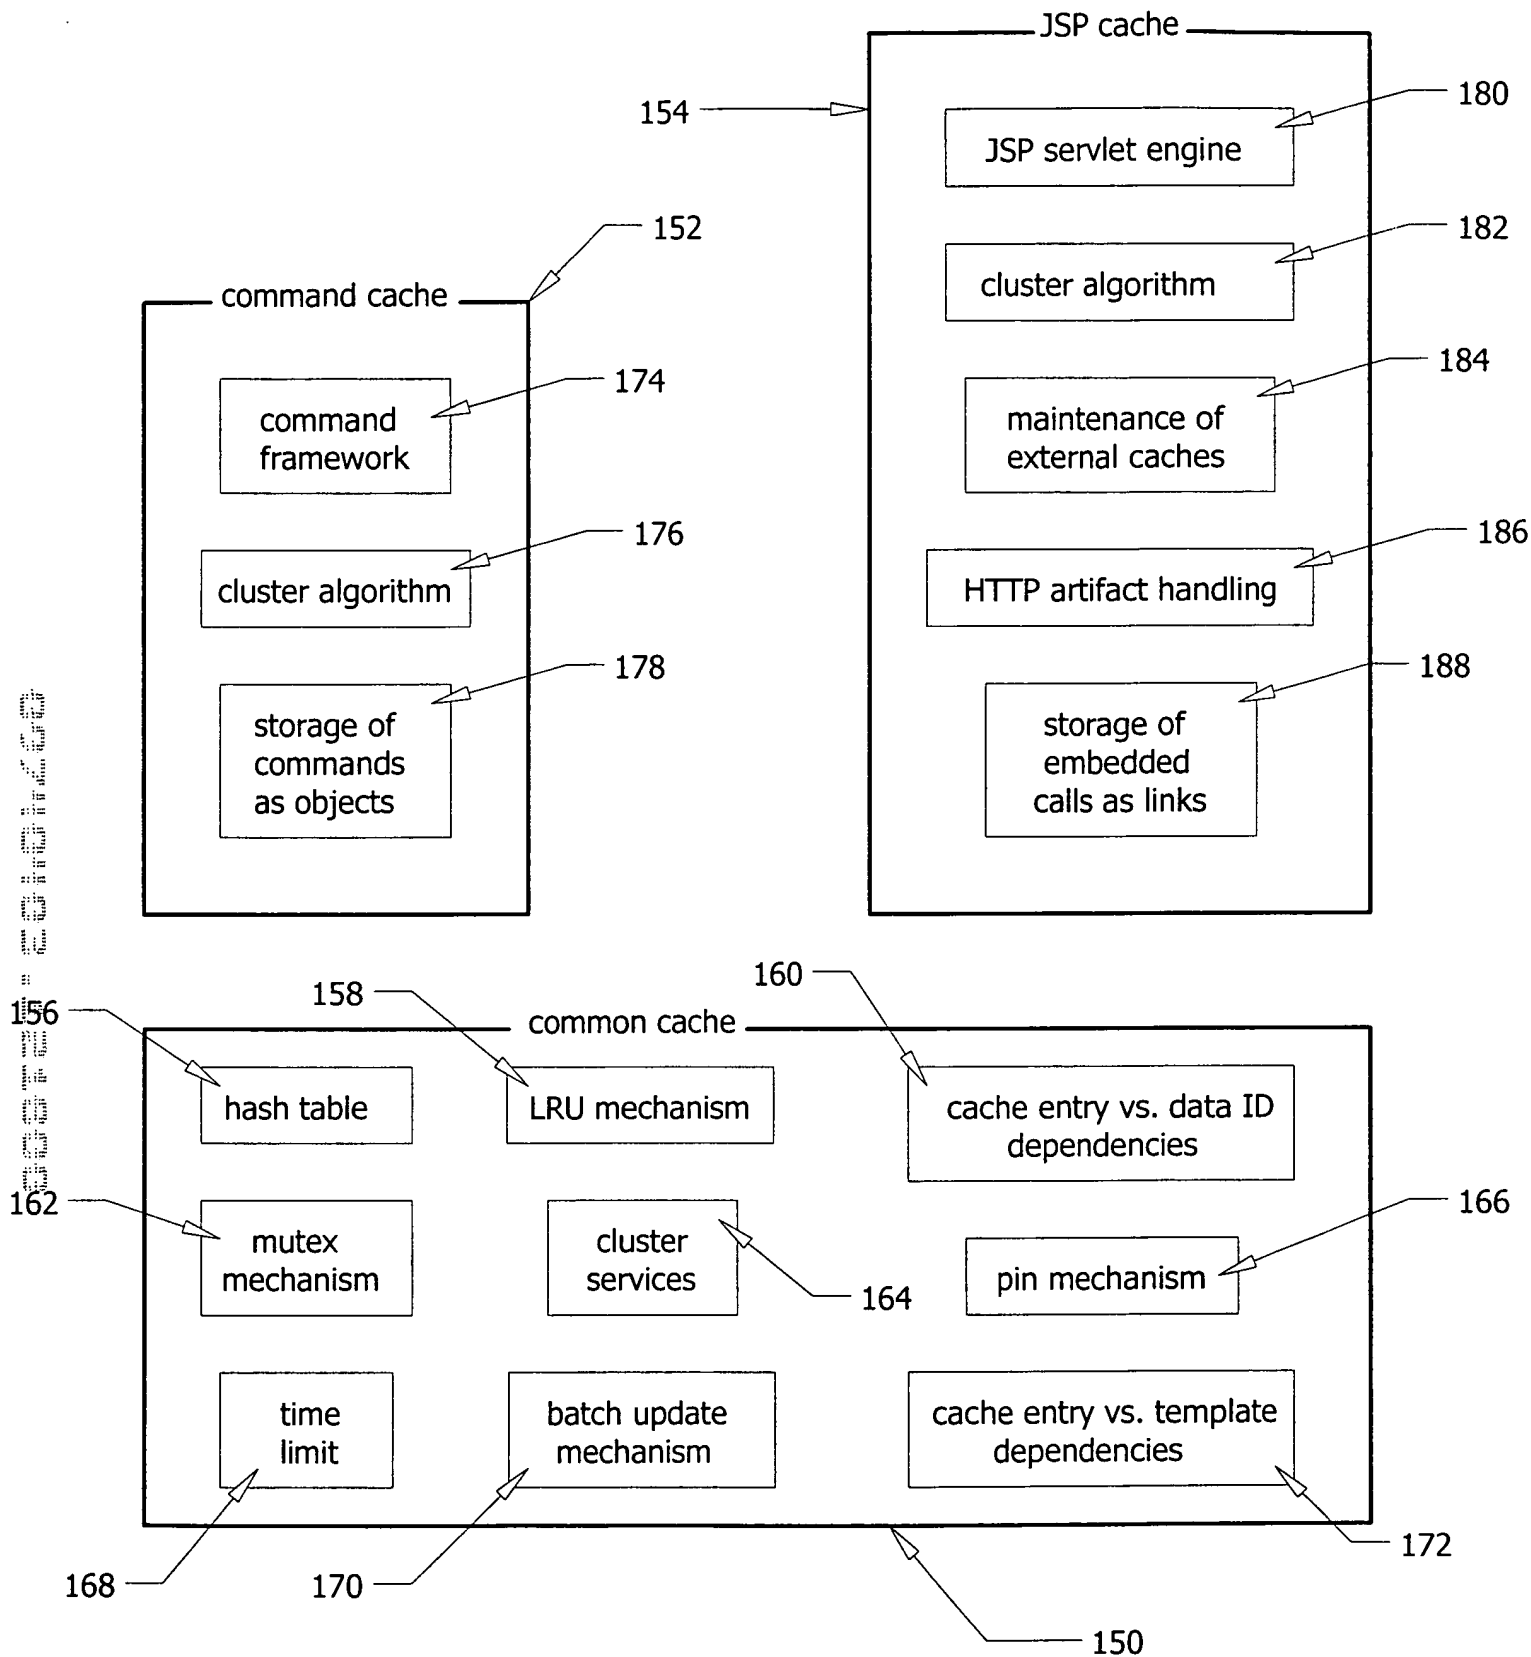 JSP cache
154
180
JSP servlet engine
182
cluster algorithm
184
maintenance of
external caches
186
HTTP artifact handling
188
storage of
embedded
calls as links
152
command cache
174
command
framework
176
cluster algorithm
178
storage of
commands
as objects
common cache
156
hash table
158
LRU mechanism
160
cache entry vs. data ID
dependencies
162
mutex
mechanism
cluster
services
164
166
pin mechanism
time
limit
168
batch update
mechanism
170
cache entry vs. template
dependencies
172
150